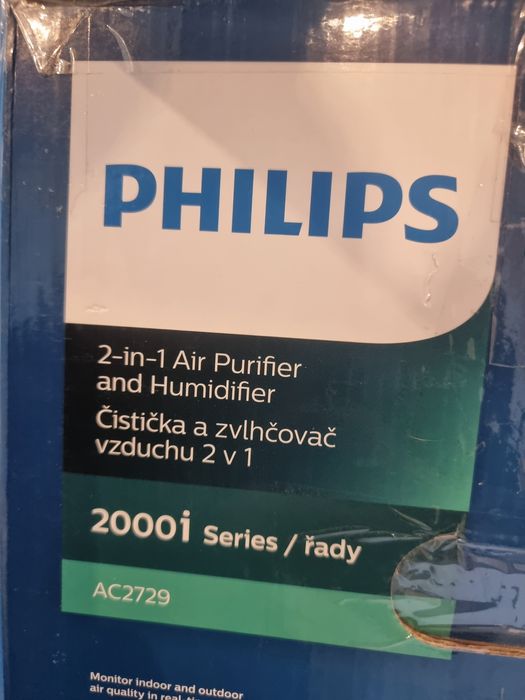 PHILIPS
2-in-1 Air Purifier
and Humidifier
Čistička a zvlhčovač
vzduchu 2 v 1
2000i Series / řady
AC2729
Monitor indoor and outdoor
air quality in